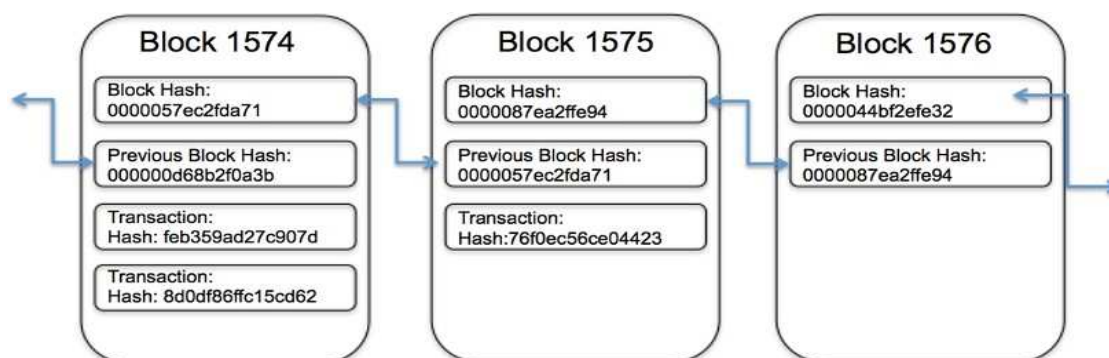 Block 1574
Block Hash:
0000057ec2fda71
Previous Block Hash:
000000d68b2f0a3b
Transaction:
Hash: feb359ad27c907d
Transaction:
Hash: 8d0df86ffc15cd62
Block 1575
Block Hash:
0000087ea2ffe94
Previous Block Hash:
0000057ec2fda71
Transaction:
Hash:76f0ec56ce04423
Block 1576
Block Hash:
0000044bf2efe32
Previous Block Hash:
0000087ea2ffe94